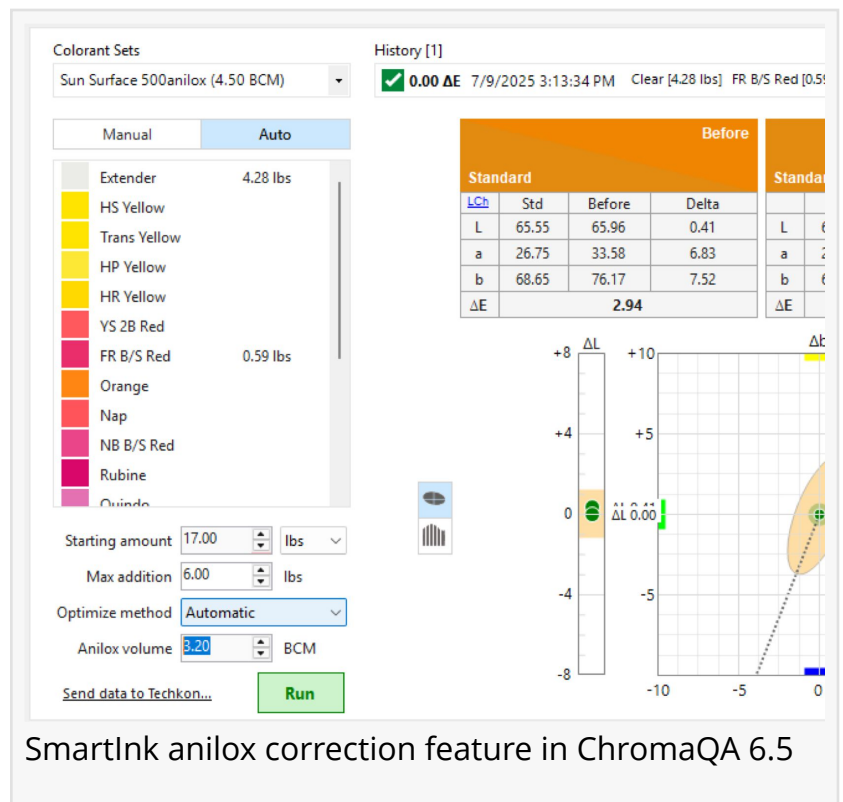 Colorant Sets
Sun Surface 500anilox (4.50 BCM)
History [1]
0.00 ΔE 7/9/2025 3:13:34 PM Clear [4.28 lbs] FR B/S Red
Manual Auto
Extender 4.28 lbs
HS Yellow
Trans Yellow
HP Yellow
HR Yellow
YS 2B Red
FR B/S Red 0.59 lbs
Orange
Nap
NB B/S Red
Rubine
Starting amount 17.00 lbs
Max addition 6.00 lbs
Optimize method Automatic
Anilox volume 3.20 BCM
Send data to Techkon...
Run
Before
Standard
LCh Std Before Delta
L 65.55 65.96 0.41
a 26.75 33.58 6.83
b 68.65 76.17 7.52
ΔE 2.94
L
a
b
ΔE
ΔL
+8
+4
0
-4
-8
ΔL 0.00
Δb
+10
+5
-5
-10 -5 0
SmartInk anilox correction feature in ChromaQA 6.5